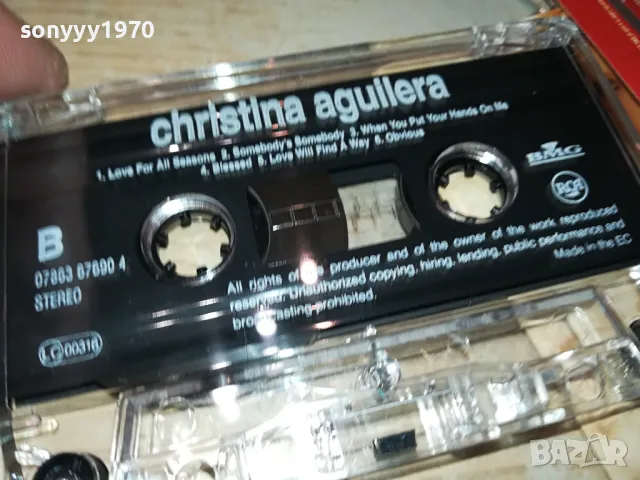 sonyyy1970
christina aguilera
1. Love For All Seasons 2. Somebody's Somebody 3. When You Put Your Hands On Me
4. Blessed 5. Love Will Find A Way 6. Obvious
BMG
RCA
B
07863 67690 4
STEREO
All rights of the producer and of the owner of the work reproduced
reserved. Unauthorized copying, hiring, lending, public performance and
broadcasting prohibited.
Made in the EC
LC 00316
BAZAR